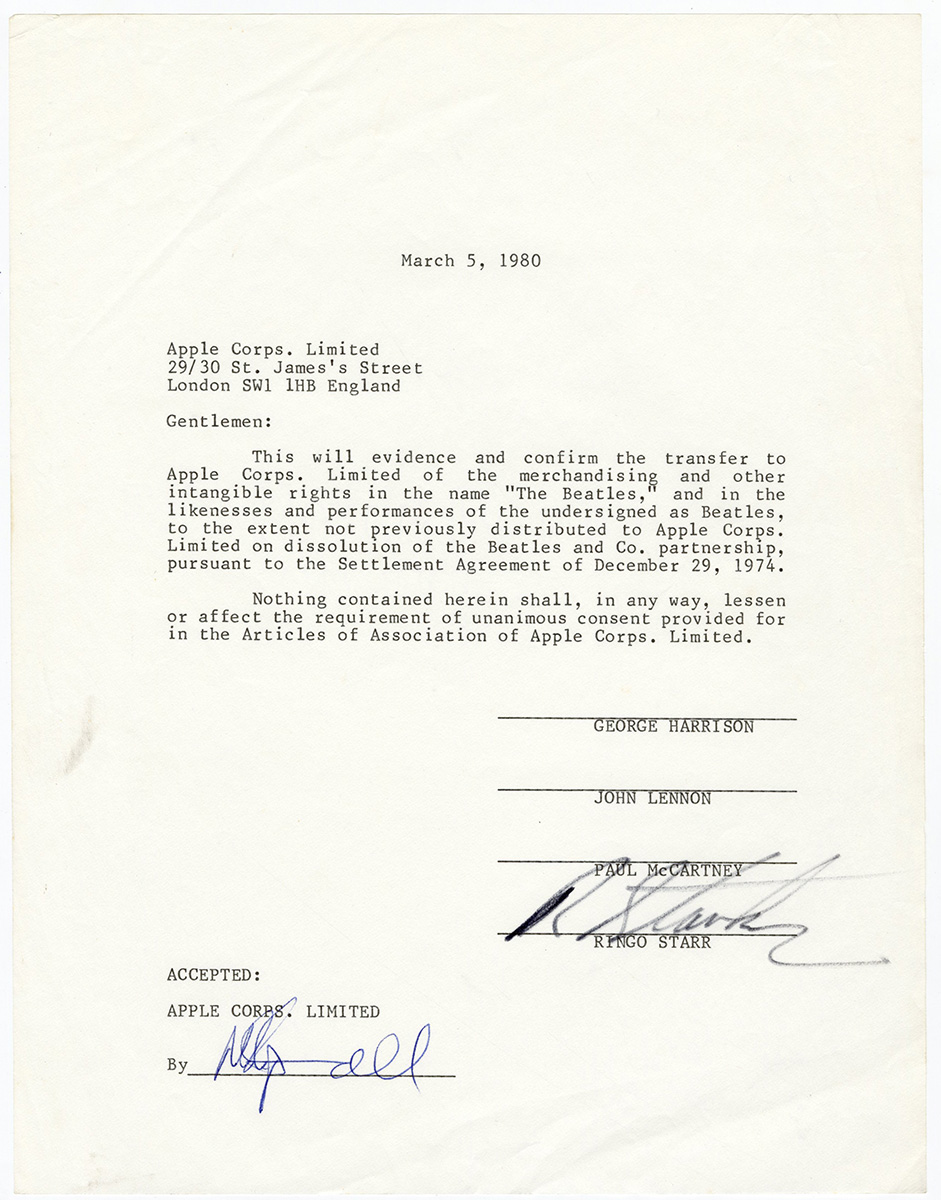 March 5, 1980
Apple Corps. Limited
29/30 St. James's Street
London SW1 1HB England
Gentlemen:
This will evidence and confirm the transfer to
Apple Corps. Limited of the merchandising and other
intangible rights in the name "The Beatles," and in the
likenesses and performances of the undersigned as Beatles,
to the extent not previously distributed to Apple Corps.
Limited on dissolution of the Beatles and Co. partnership,
pursuant to the Settlement Agreement of December 29, 1974.
Nothing contained herein shall, in any way, lessen
or affect the requirement of unanimous consent provided for
in the Articles of Association of Apple Corps. Limited.
GEORGE HARRISON
JOHN LENNON
PAUL McCARTNEY
R Starkey
RINGO STARR
ACCEPTED:
APPLE CORPS. LIMITED
By